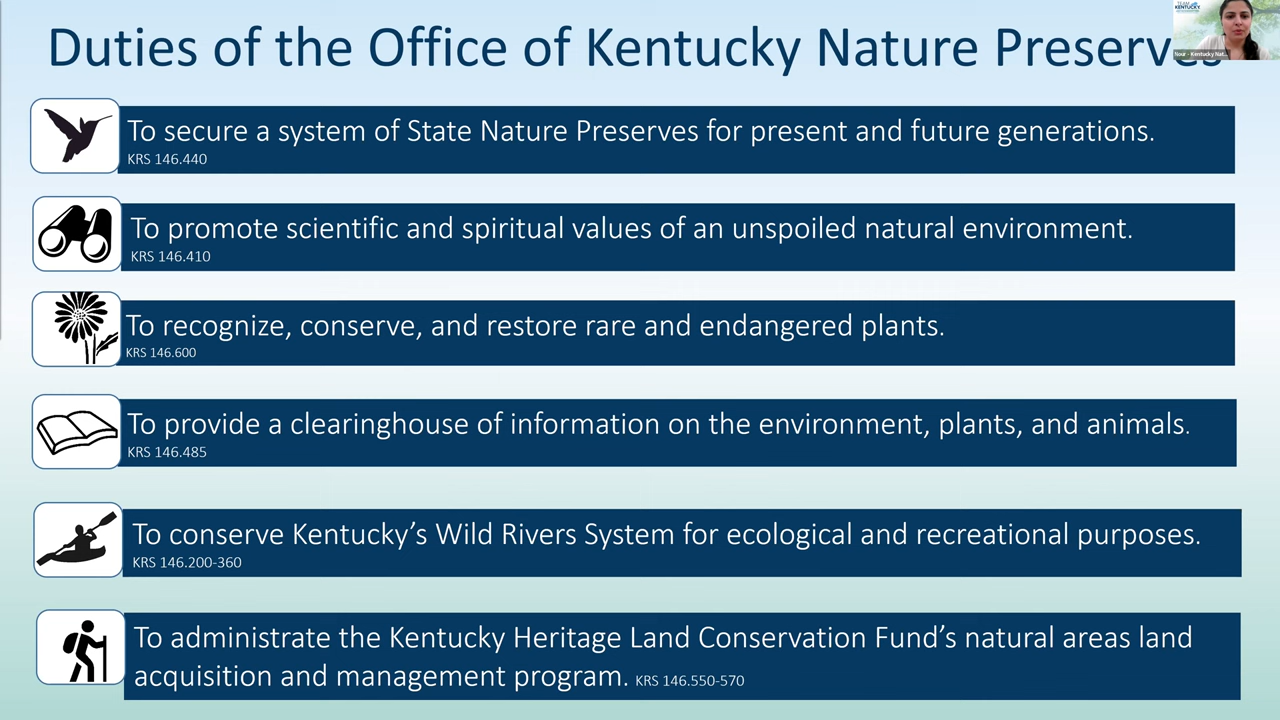 Duties of the Office of Kentucky Nature Preserves
TEAM
KENTUCKY
Nour - Kentucky Nat...
To secure a system of State Nature Preserves for present and future generations.
KRS 146.440
To promote scientific and spiritual values of an unspoiled natural environment.
KRS 146.410
To recognize, conserve, and restore rare and endangered plants.
KRS 146.600
To provide a clearinghouse of information on the environment, plants, and animals.
KRS 146.485
To conserve Kentucky’s Wild Rivers System for ecological and recreational purposes.
KRS 146.200-360
To administrate the Kentucky Heritage Land Conservation Fund’s natural areas land
acquisition and management program. KRS 146.550-570